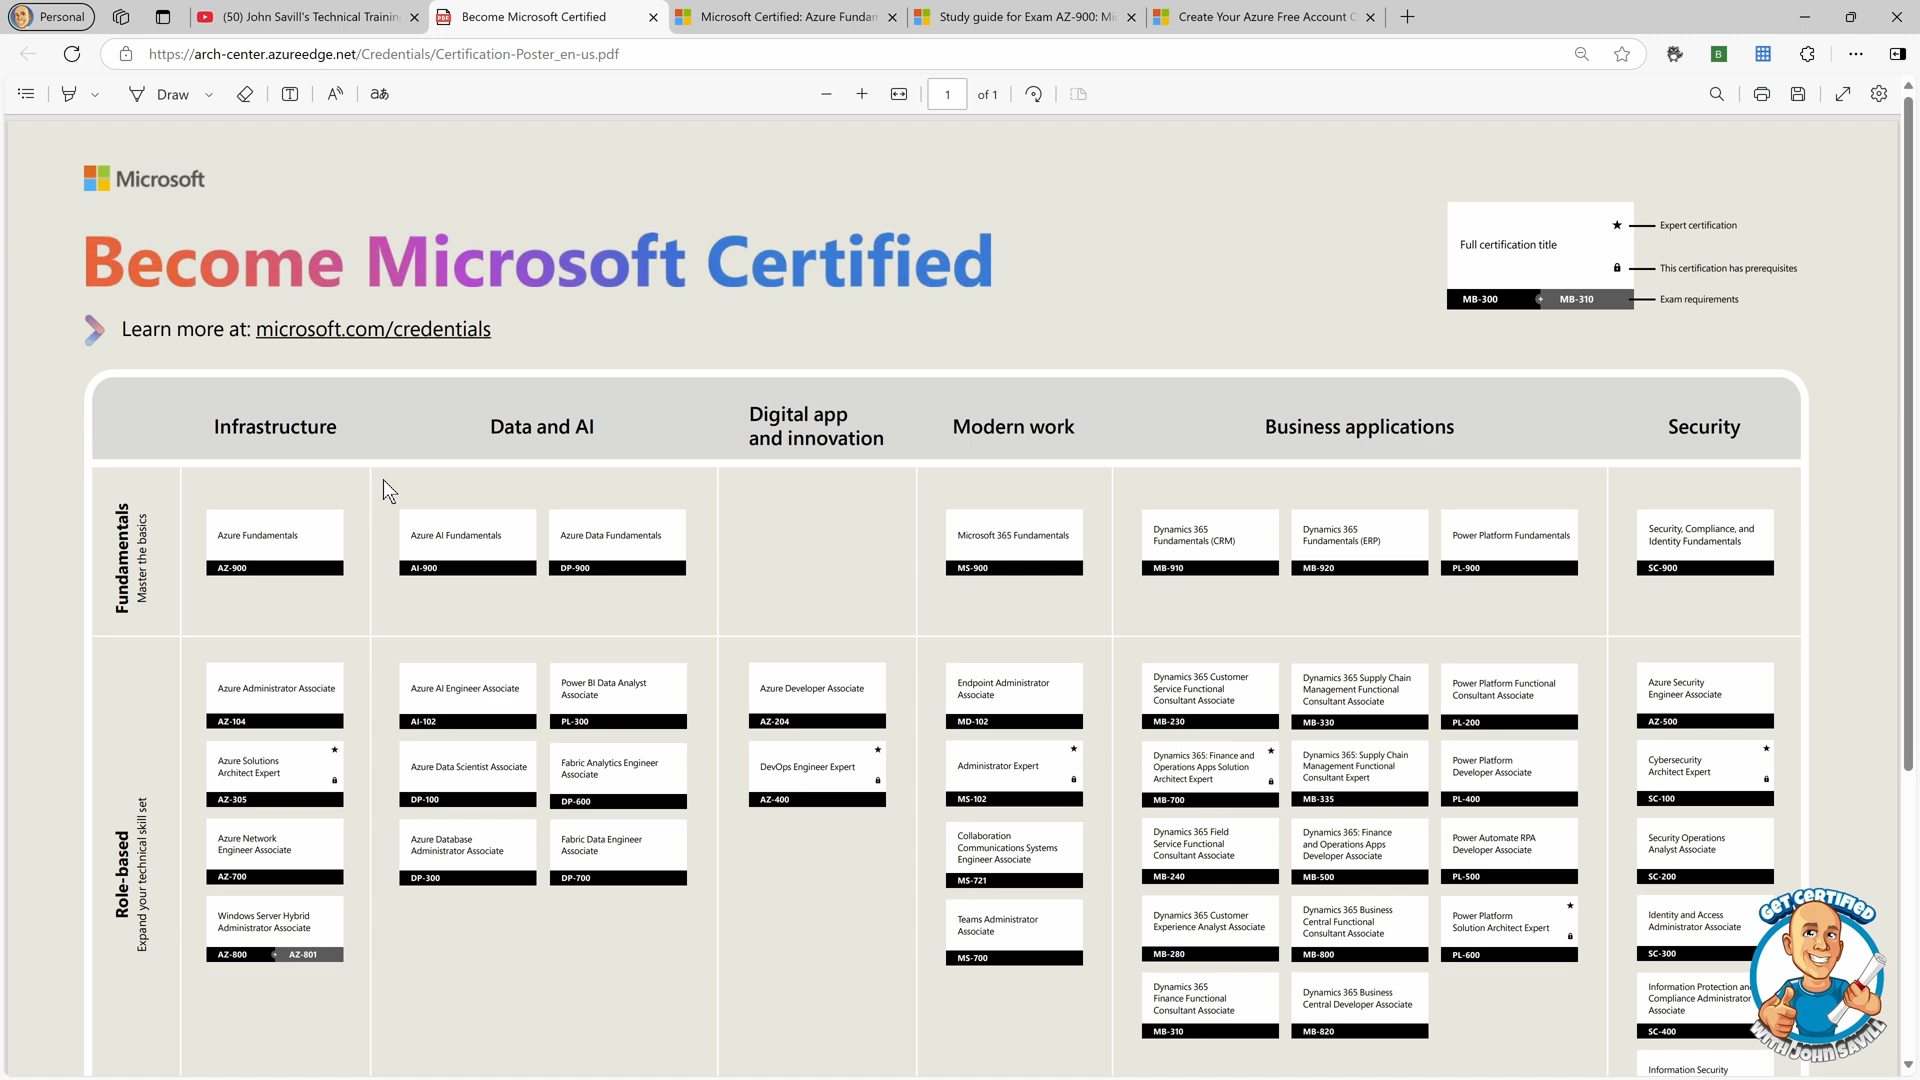 Personal
(50) John Savill's Technical Trainin
Become Microsoft Certified
Microsoft Certified: Azure Fundam
Study guide for Exam AZ-900: Mi
Create Your Azure Free Account O
https://arch-center.azureedge.net/Credentials/Certification-Poster_en-us.pdf
Draw
1 of 1
Microsoft
Become Microsoft Certified
Learn more at: microsoft.com/credentials
Full certification title
MB-300 + MB-310
Expert certification
This certification has prerequisites
Exam requirements
Infrastructure
Data and AI
Digital app
and innovation
Modern work
Business applications
Security
Fundamentals
Master the basics
Azure Fundamentals
AZ-900
Azure AI Fundamentals
AI-900
Azure Data Fundamentals
DP-900
Microsoft 365 Fundamentals
MS-900
Dynamics 365
Fundamentals (CRM)
MB-910
Dynamics 365
Fundamentals (ERP)
MB-920
Power Platform Fundamentals
PL-900
Security, Compliance, and
Identity Fundamentals
SC-900
Role-based
Expand your technical skill set
Azure Administrator Associate
AZ-104
Azure Solutions
Architect Expert
AZ-305
Azure Network
Engineer Associate
AZ-700
Windows Server Hybrid
Administrator Associate
AZ-800 + AZ-801
Azure AI Engineer Associate
AI-102
Azure Data Scientist Associate
DP-100
Azure Database
Administrator Associate
DP-300
Power BI Data Analyst
Associate
PL-300
Fabric Analytics Engineer
Associate
DP-600
Fabric Data Engineer
Associate
DP-700
Azure Developer Associate
AZ-204
DevOps Engineer Expert
AZ-400
Endpoint Administrator
Associate
MD-102
Administrator Expert
MS-102
Collaboration
Communications Systems
Engineer Associate
MS-721
Teams Administrator
Associate
MS-700
Dynamics 365 Customer
Service Functional
Consultant Associate
MB-230
Dynamics 365: Finance and
Operations Apps Solution
Architect Expert
MB-700
Dynamics 365 Field
Service Functional
Consultant Associate
MB-240
Dynamics 365 Customer
Experience Analyst Associate
MB-280
Dynamics 365
Finance Functional
Consultant Associate
MB-310
Dynamics 365 Supply Chain
Management Functional
Consultant Associate
MB-330
Dynamics 365: Supply Chain
Management Functional
Consultant Expert
MB-335
Dynamics 365: Finance
and Operations Apps
Developer Associate
MB-500
Dynamics 365 Business
Central Functional
Consultant Associate
MB-800
Dynamics 365 Business
Central Developer Associate
MB-820
Power Platform Functional
Consultant Associate
PL-200
Power Platform
Developer Associate
PL-400
Power Automate RPA
Developer Associate
PL-500
Power Platform
Solution Architect Expert
PL-600
Azure Security
Engineer Associate
AZ-500
Cybersecurity
Architect Expert
SC-100
Security Operations
Analyst Associate
SC-200
Identity and Access
Administrator Associate
SC-300
Information Protection an
Compliance Administrator
Associate
SC-400
Information Security
GET CERTIFIED
WITH JOHN SAVILL